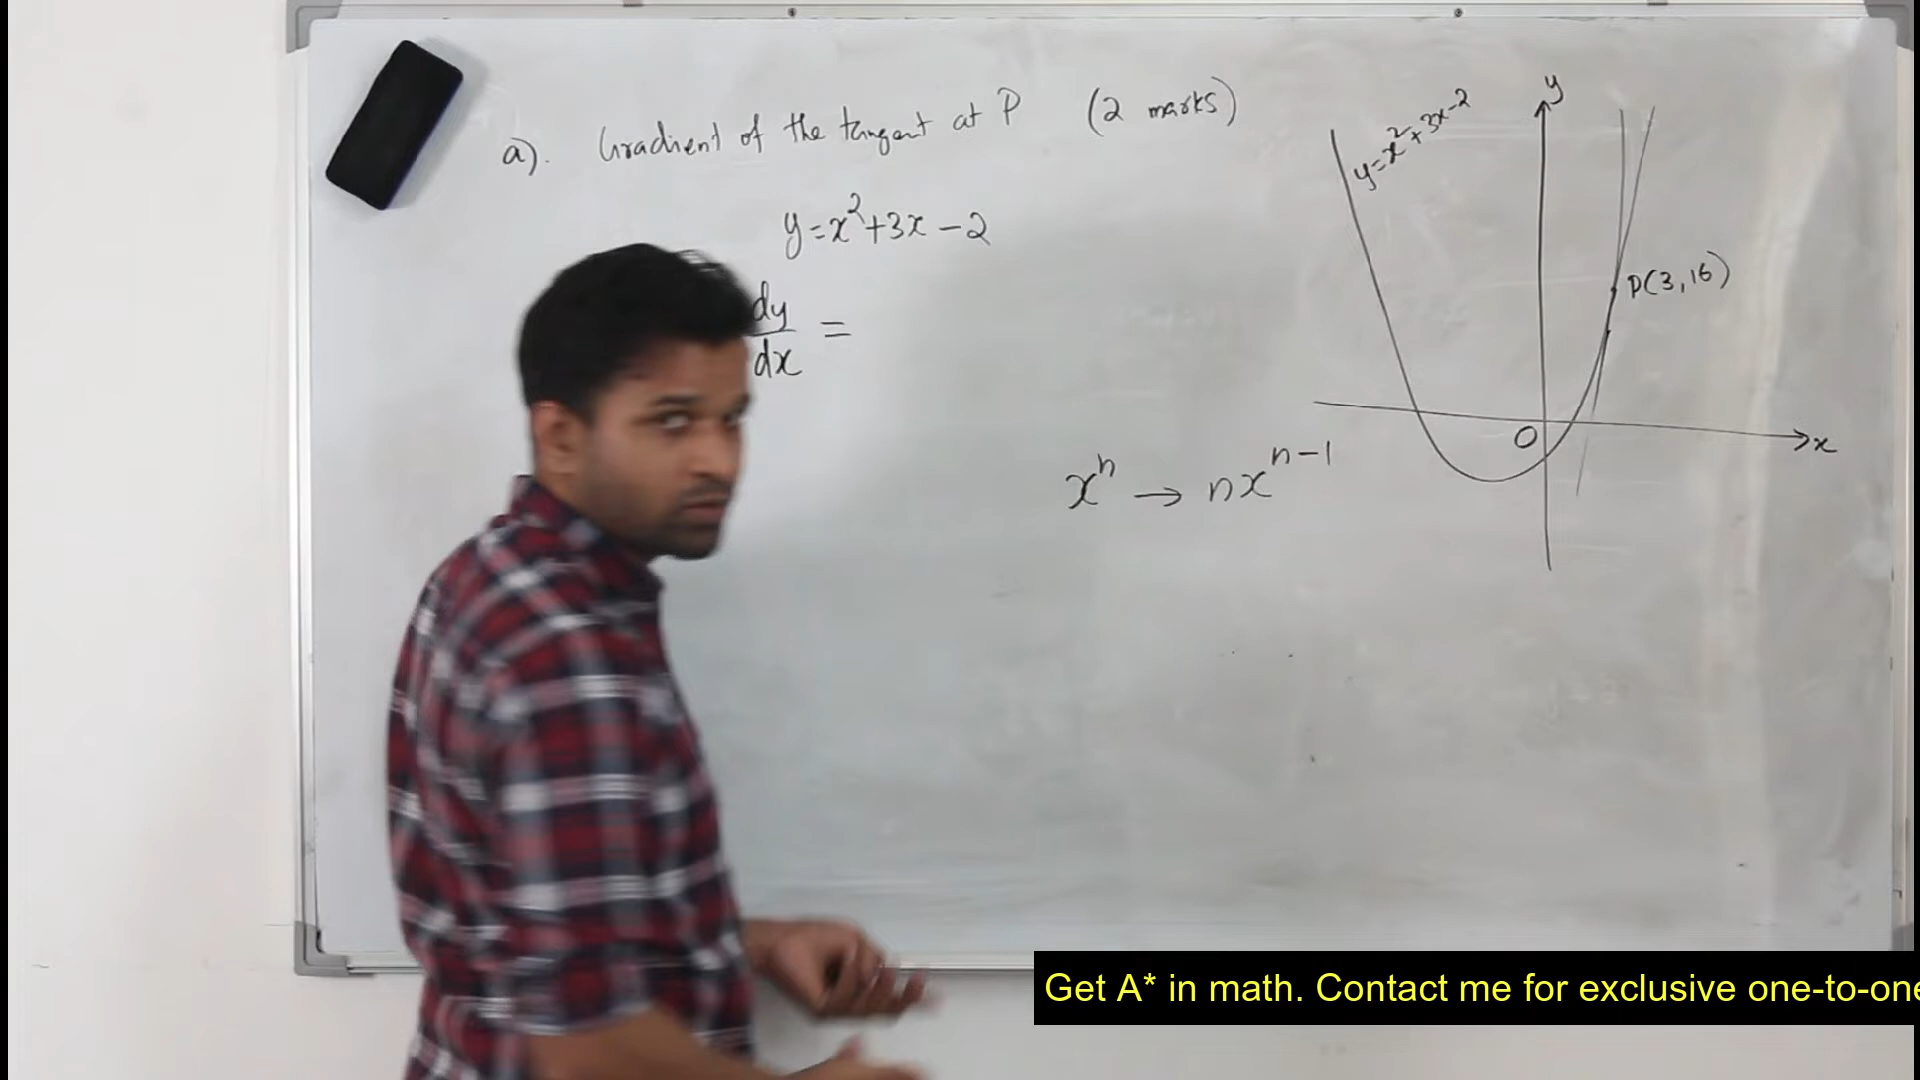 a). Gradient of the tangent at P (2 marks)
y=x²+3x-2
dy/dx =
xⁿ → nxⁿ⁻¹
y
y=x²+3x-2
P(3,16)
O
x
Get A* in math. Contact me for exclusive one-to-one